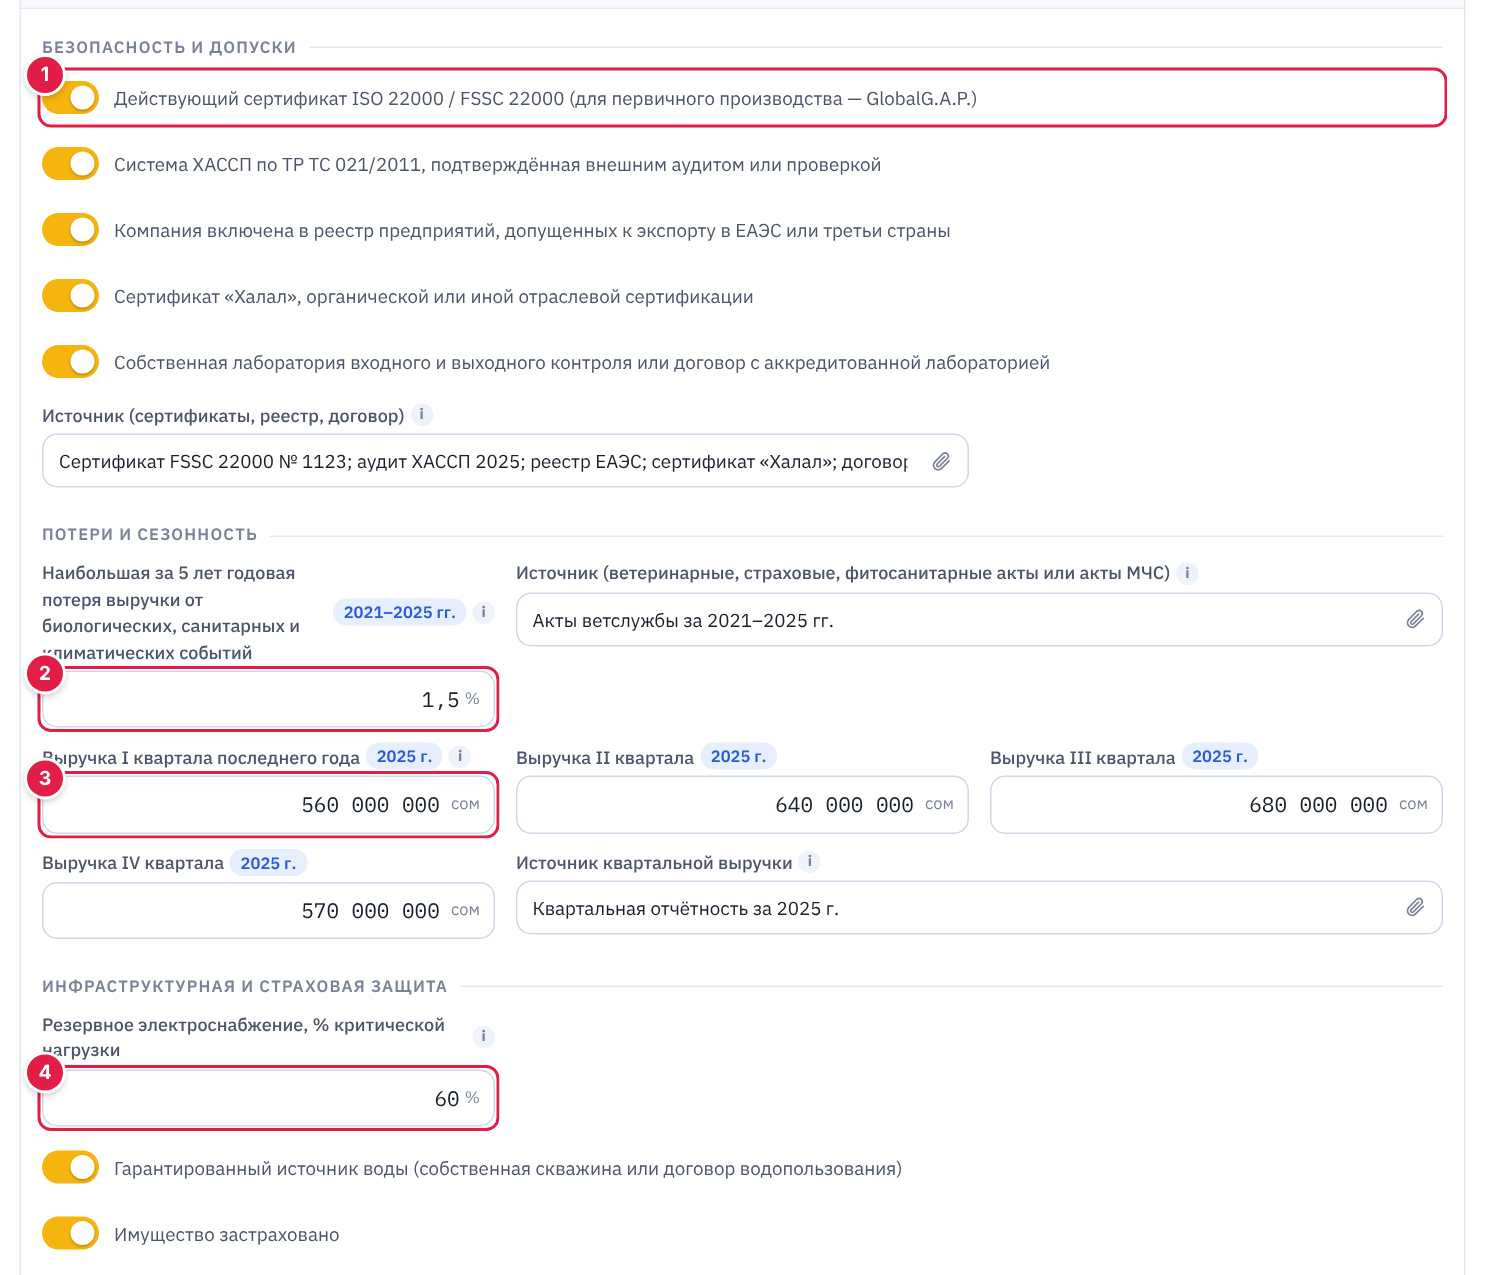 БЕЗОПАСНОСТЬ И ДОПУСКИ
1
Действующий сертификат ISO 22000 / FSSC 22000 (для первичного производства — GlobalG.A.P.)
Система ХАССП по ТР ТС 021/2011, подтверждённая внешним аудитом или проверкой
Компания включена в реестр предприятий, допущенных к экспорту в ЕАЭС или третьи страны
Сертификат «Халал», органической или иной отраслевой сертификации
Собственная лаборатория входного и выходного контроля или договор с аккредитованной лабораторией
Источник (сертификаты, реестр, договор) i
Сертификат FSSC 22000 № 1123; аудит ХАССП 2025; реестр ЕАЭС; сертификат «Халал»; договор
ПОТЕРИ И СЕЗОННОСТЬ
Наибольшая за 5 лет годовая
потеря выручки от
биологических, санитарных и
климатических событий
2021–2025 гг. i
Источник (ветеринарные, страховые, фитосанитарные акты или акты МЧС) i
Акты ветслужбы за 2021–2025 гг.
2
1,5 %
Выручка I квартала последнего года 2025 г. i
Выручка II квартала 2025 г.
Выручка III квартала 2025 г.
3
560 000 000 сом
640 000 000 сом
680 000 000 сом
Выручка IV квартала 2025 г.
Источник квартальной выручки i
570 000 000 сом
Квартальная отчётность за 2025 г.
ИНФРАСТРУКТУРНАЯ И СТРАХОВАЯ ЗАЩИТА
Резервное электроснабжение, % критической
нагрузки
i
4
60 %
Гарантированный источник воды (собственная скважина или договор водопользования)
Имущество застраховано